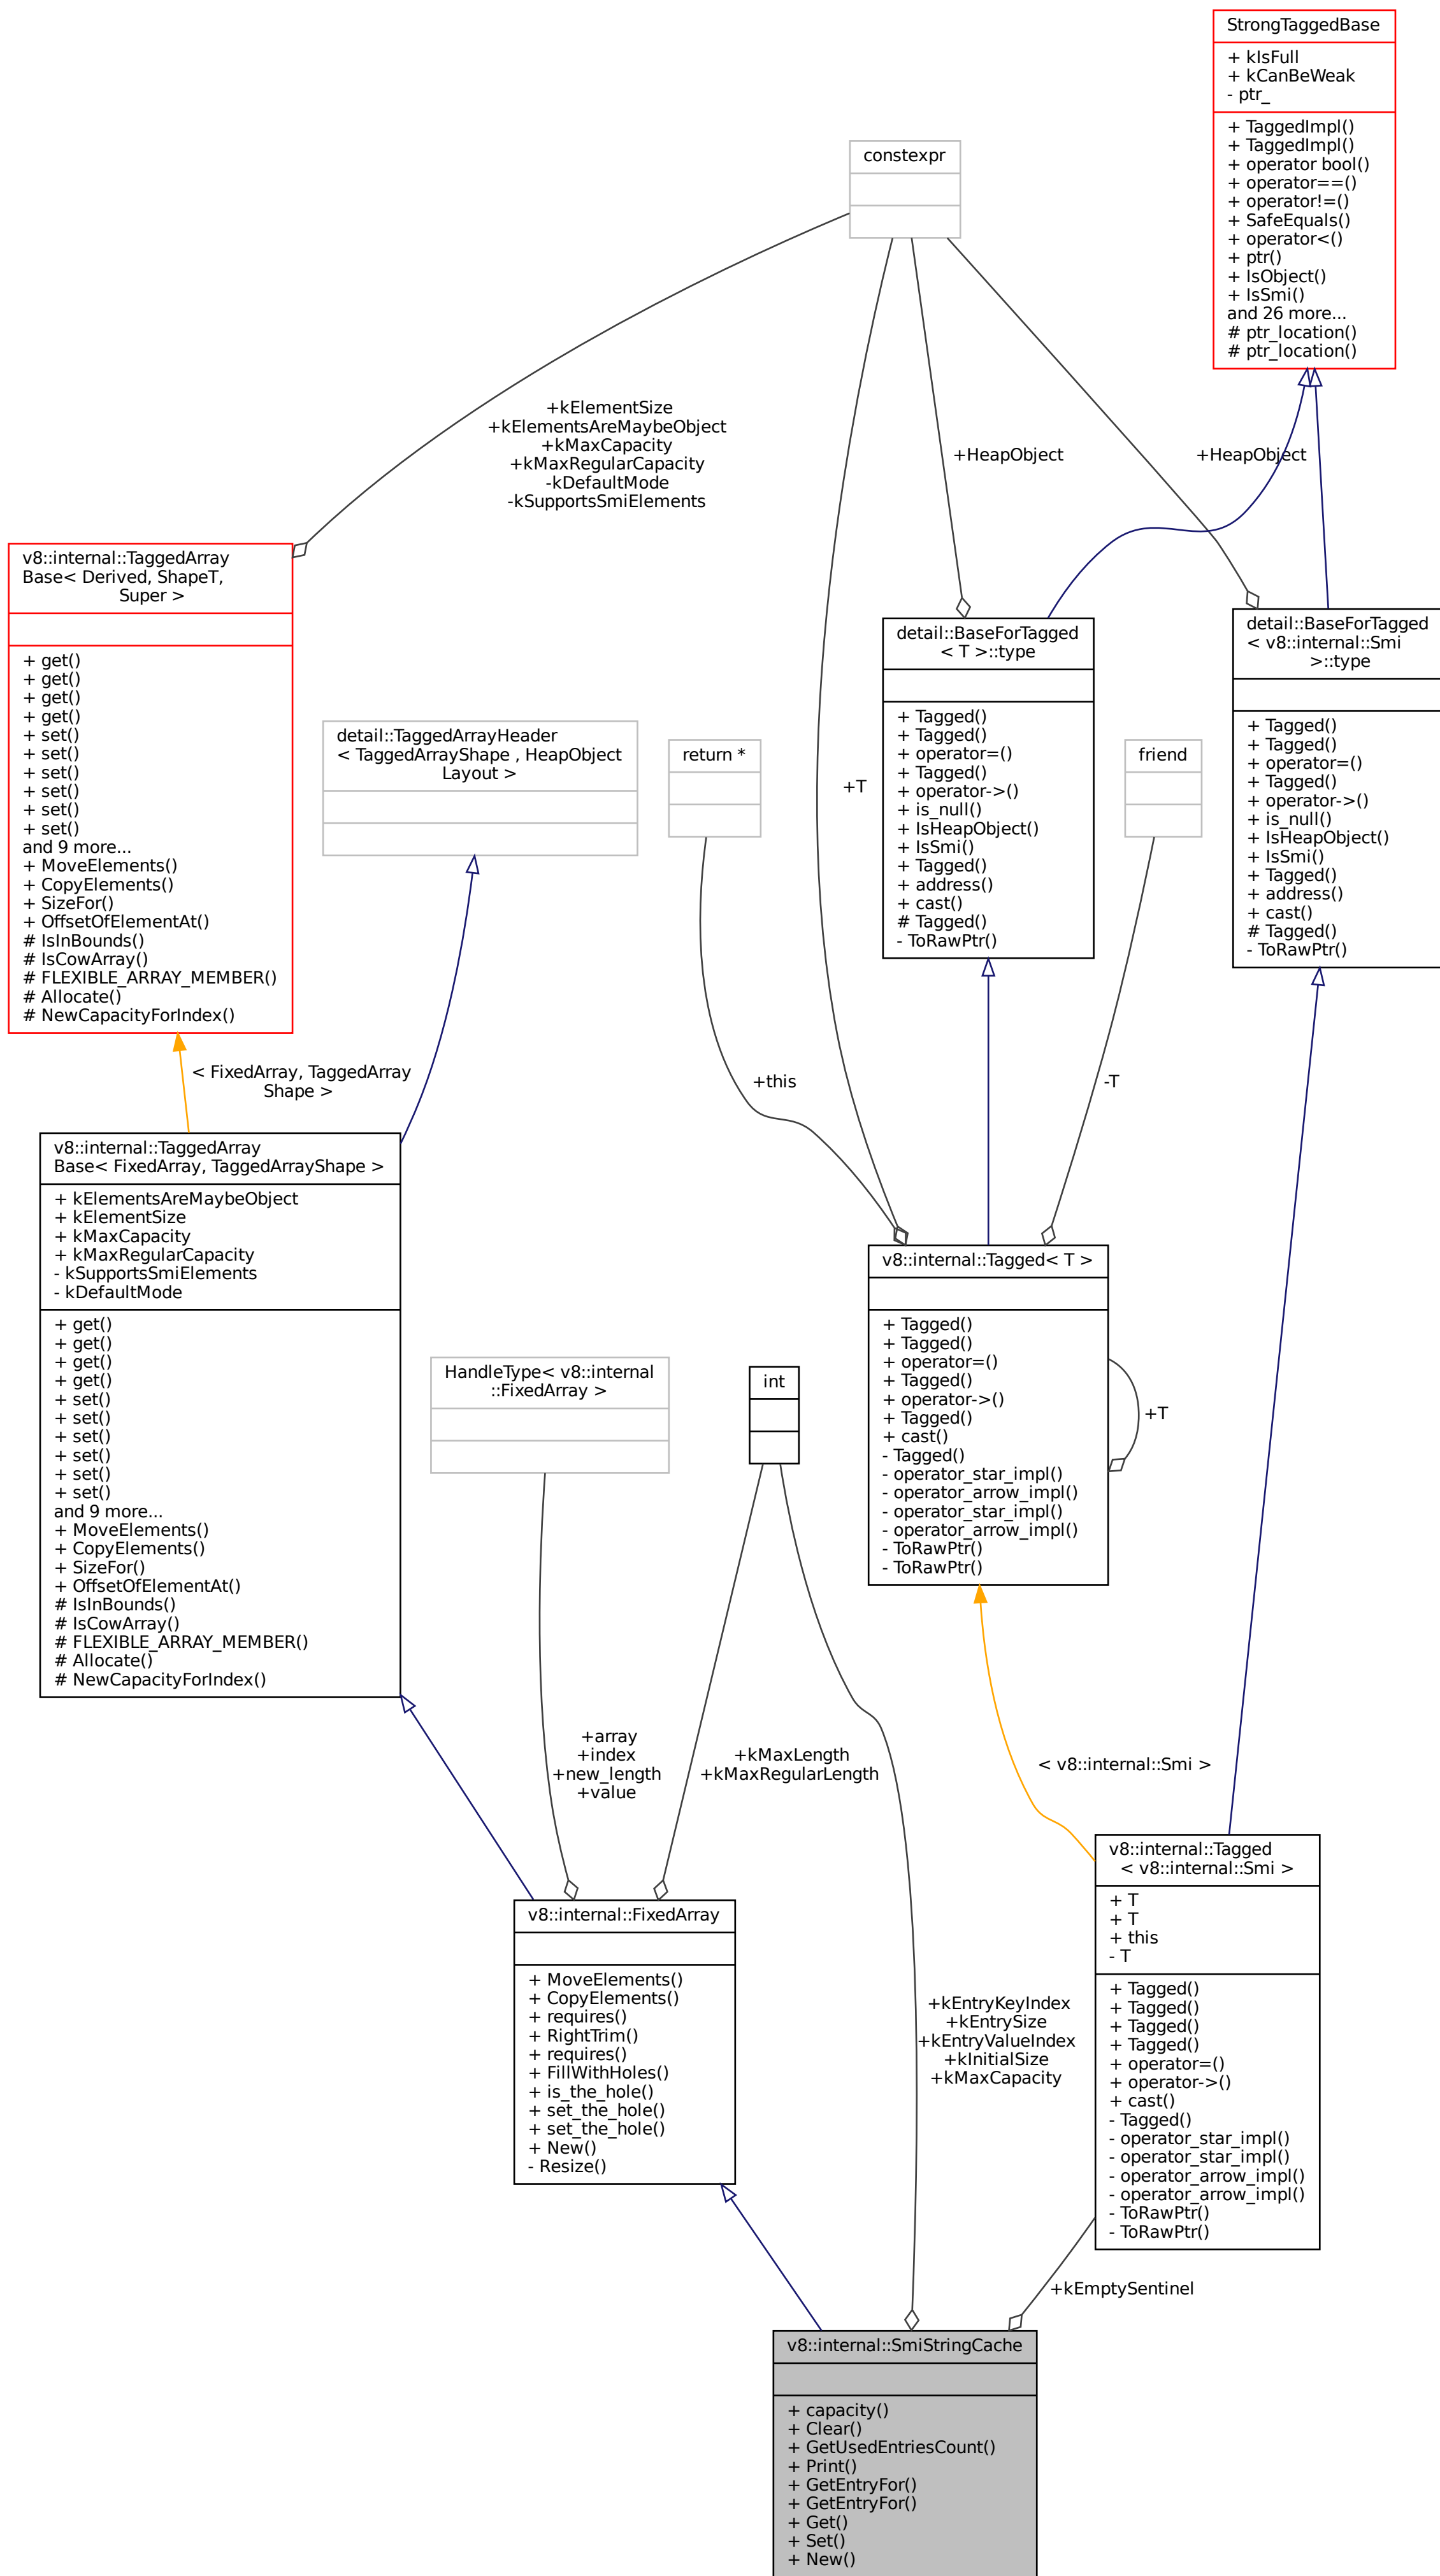 StrongTaggedBase
+ kIsFull
+ kCanBeWeak
- ptr_
+ TaggedImpl()
+ TaggedImpl()
+ operator bool()
+ operator==()
+ operator!=()
+ SafeEquals()
+ operator<()
+ ptr()
+ IsObject()
+ IsSmi()
and 26 more...
# ptr_location()
# ptr_location()
constexpr
+kElementSize
+kElementsAreMaybeObject
+kMaxCapacity
+kMaxRegularCapacity
-kDefaultMode
-kSupportsSmiElements
+HeapObject
+HeapObject
v8::internal::TaggedArray
Base< Derived, ShapeT,
Super >
+ get()
+ get()
+ get()
+ get()
+ set()
+ set()
+ set()
+ set()
+ set()
+ set()
and 9 more...
+ MoveElements()
+ CopyElements()
+ SizeFor()
+ OffsetOfElementAt()
# IsInBounds()
# IsCowArray()
# FLEXIBLE_ARRAY_MEMBER()
# Allocate()
# NewCapacityForIndex()
detail::TaggedArrayHeader
< TaggedArrayShape , HeapObject
Layout >
return *
+T
detail::BaseForTagged
< T >::type
+ Tagged()
+ Tagged()
+ operator=()
+ Tagged()
+ operator->()
+ is_null()
+ IsHeapObject()
+ IsSmi()
+ Tagged()
+ address()
+ cast()
# Tagged()
- ToRawPtr()
friend
detail::BaseForTagged
< v8::internal::Smi
>::type
+ Tagged()
+ Tagged()
+ operator=()
+ Tagged()
+ operator->()
+ is_null()
+ IsHeapObject()
+ IsSmi()
+ Tagged()
+ address()
+ cast()
# Tagged()
- ToRawPtr()
< FixedArray, TaggedArray
Shape >
+this
-T
v8::internal::TaggedArray
Base< FixedArray, TaggedArrayShape >
+ kElementsAreMaybeObject
+ kElementSize
+ kMaxCapacity
+ kMaxRegularCapacity
- kSupportsSmiElements
- kDefaultMode
+ get()
+ get()
+ get()
+ get()
+ set()
+ set()
+ set()
+ set()
+ set()
+ set()
and 9 more...
+ MoveElements()
+ CopyElements()
+ SizeFor()
+ OffsetOfElementAt()
# IsInBounds()
# IsCowArray()
# FLEXIBLE_ARRAY_MEMBER()
# Allocate()
# NewCapacityForIndex()
HandleType< v8::internal
::FixedArray >
int
v8::internal::Tagged< T >
+ Tagged()
+ Tagged()
+ operator=()
+ Tagged()
+ operator->()
+ Tagged()
+ cast()
- Tagged()
- operator_star_impl()
- operator_arrow_impl()
- operator_star_impl()
- operator_arrow_impl()
- ToRawPtr()
- ToRawPtr()
+T
+array
+index
+new_length
+value
+kMaxLength
+kMaxRegularLength
< v8::internal::Smi >
v8::internal::FixedArray
+ MoveElements()
+ CopyElements()
+ requires()
+ RightTrim()
+ requires()
+ FillWithHoles()
+ is_the_hole()
+ set_the_hole()
+ set_the_hole()
+ New()
- Resize()
+kEntryKeyIndex
+kEntrySize
+kEntryValueIndex
+kInitialSize
+kMaxCapacity
v8::internal::Tagged
< v8::internal::Smi >
+ T
+ T
+ this
- T
+ Tagged()
+ Tagged()
+ Tagged()
+ Tagged()
+ operator=()
+ operator->()
+ cast()
- Tagged()
- operator_star_impl()
- operator_star_impl()
- operator_arrow_impl()
- operator_arrow_impl()
- ToRawPtr()
- ToRawPtr()
+kEmptySentinel
v8::internal::SmiStringCache
+ capacity()
+ Clear()
+ GetUsedEntriesCount()
+ Print()
+ GetEntryFor()
+ GetEntryFor()
+ Get()
+ Set()
+ New()